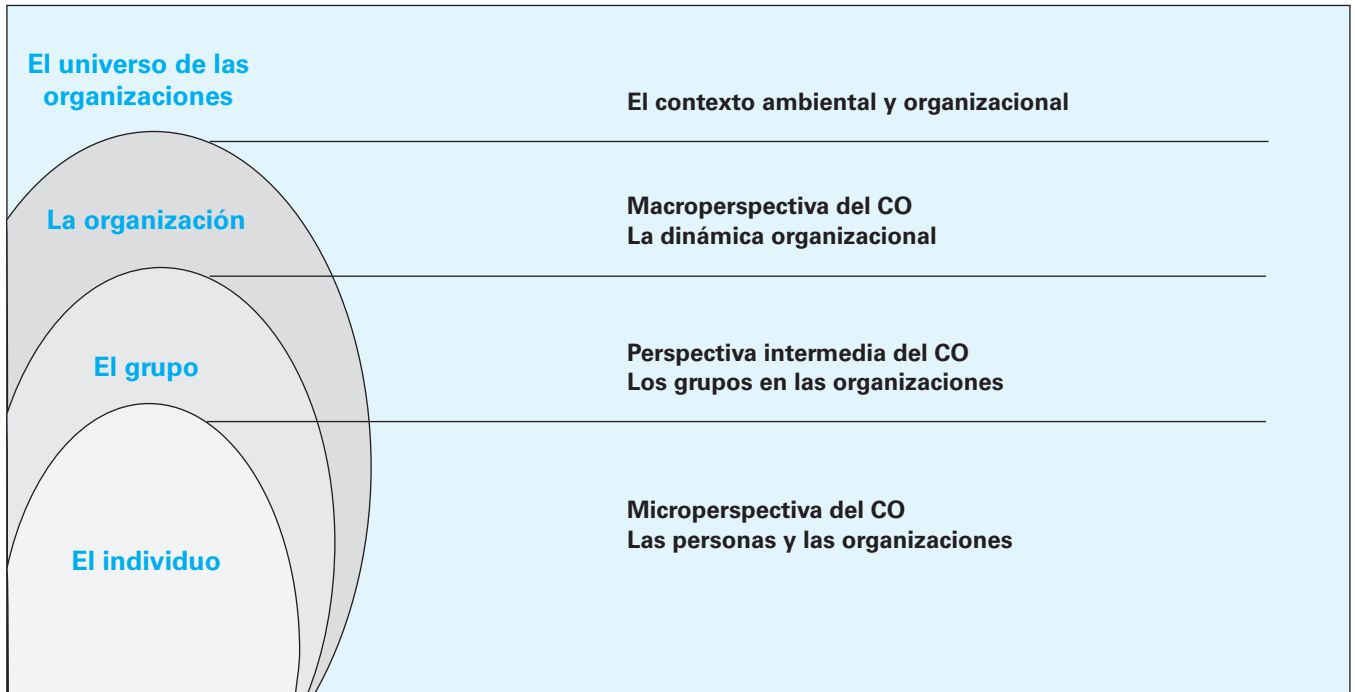 El universo de las
organizaciones
El contexto ambiental y organizacional
La organización
Macroperspectiva del CO
La dinámica organizacional
El grupo
Perspectiva intermedia del CO
Los grupos en las organizaciones
El individuo
Microperspectiva del CO
Las personas y las organizaciones